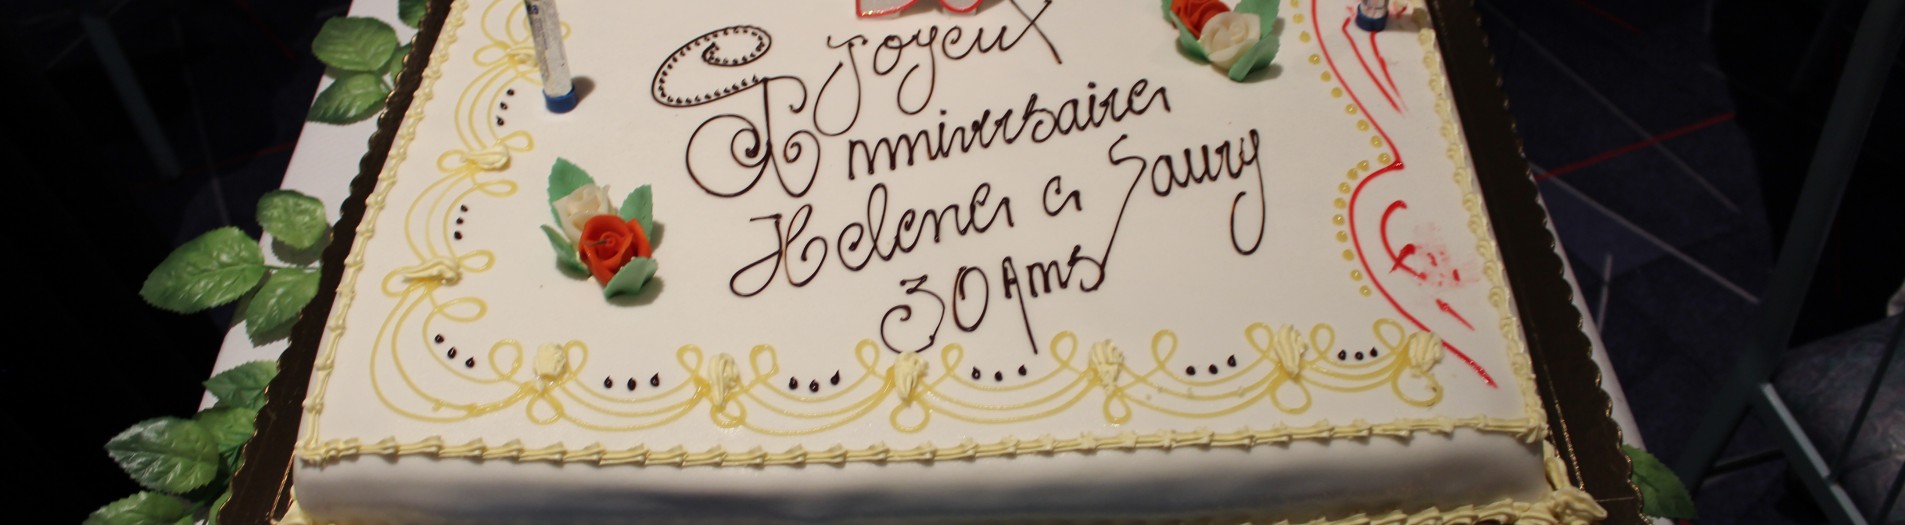 Joyeux
Anniversaire
Helene e Saury
30 Ans